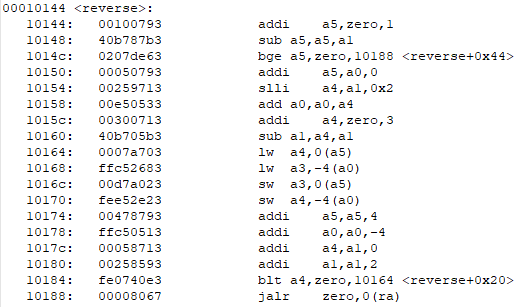 00010144 <reverse>:
10144: 00100793 addi a5,zero,1
10148: 40b787b3 sub a5,a5,a1
1014c: 0207de63 bge a5,zero,10188 <reverse+0x44>
10150: 00050793 addi a5,a0,0
10154: 00259713 slli a4,a1,0x2
10158: 00e50533 add a0,a0,a4
1015c: 00300713 addi a4,zero,3
10160: 40b705b3 sub a1,a4,a1
10164: 0007a703 lw a4,0(a5)
10168: ffc52683 lw a3,-4(a0)
1016c: 00d7a023 sw a3,0(a5)
10170: fee52e23 sw a4,-4(a0)
10174: 00478793 addi a5,a5,4
10178: ffc50513 addi a0,a0,-4
1017c: 00058713 addi a4,a1,0
10180: 00258593 addi a1,a1,2
10184: fe0740e3 blt a4,zero,10164 <reverse+0x20>
10188: 00008067 jalr zero,0(ra)